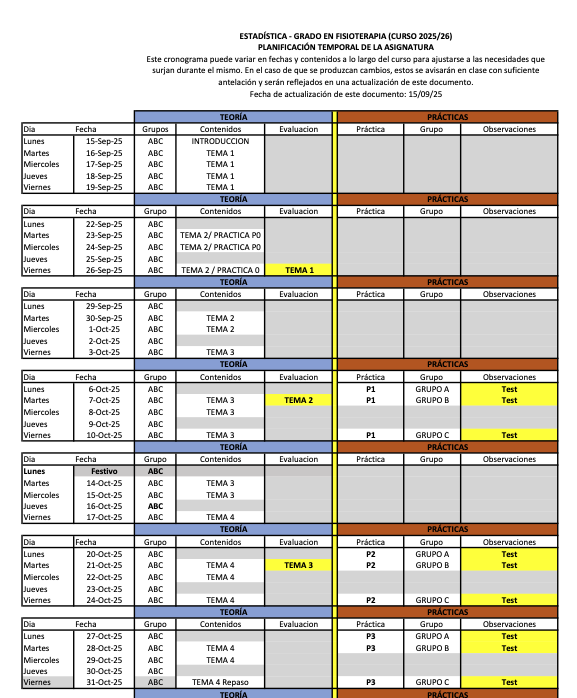 ESTADÍSTICA - GRADO EN FISIOTERAPIA (CURSO 2025/26)
PLANIFICACIÓN TEMPORAL DE LA ASIGNATURA
Este cronograma puede variar en fechas y contenidos a lo largo del curso para ajustarse a las necesidades que
surjan durante el mismo. En el caso de que se produzcan cambios, estos se avisarán en clase con suficiente
antelación y serán reflejados en una actualización de este documento.
Fecha de actualización de este documento: 15/09/25
TEORÍA PRÁCTICAS
Dia Fecha Grupos Contenidos Evaluacion Práctica Grupo Observaciones
Lunes 15-Sep-25 ABC INTRODUCCION
Martes 16-Sep-25 ABC TEMA 1
Miercoles 17-Sep-25 ABC TEMA 1
Jueves 18-Sep-25 ABC TEMA 1
Viernes 19-Sep-25 ABC TEMA 1
TEORÍA PRÁCTICAS
Dia Fecha Grupo Contenidos Evaluacion Práctica Grupo Observaciones
Lunes 22-Sep-25 ABC
Martes 23-Sep-25 ABC TEMA 2/ PRACTICA P0
Miercoles 24-Sep-25 ABC TEMA 2/ PRACTICA P0
Jueves 25-Sep-25 ABC
Viernes 26-Sep-25 ABC TEMA 2 / PRACTICA 0 TEMA 1
TEORÍA PRÁCTICAS
Dia Fecha Grupo Contenidos Evaluacion Práctica Grupo Observaciones
Lunes 29-Sep-25 ABC
Martes 30-Sep-25 ABC TEMA 2
Miercoles 1-Oct-25 ABC TEMA 2
Jueves 2-Oct-25 ABC
Viernes 3-Oct-25 ABC TEMA 3
TEORÍA PRÁCTICAS
Dia Fecha Grupo Contenidos Evaluacion Práctica Grupo Observaciones
Lunes 6-Oct-25 ABC P1 GRUPO A Test
Martes 7-Oct-25 ABC TEMA 3 TEMA 2 P1 GRUPO B Test
Miercoles 8-Oct-25 ABC TEMA 3
Jueves 9-Oct-25 ABC
Viernes 10-Oct-25 ABC TEMA 3 P1 GRUPO C Test
TEORÍA PRÁCTICAS
Dia Fecha Grupo Contenidos Evaluacion Práctica Grupo Observaciones
Lunes Festivo ABC
Martes 14-Oct-25 ABC TEMA 3
Miercoles 15-Oct-25 ABC TEMA 3
Jueves 16-Oct-25 ABC
Viernes 17-Oct-25 ABC TEMA 4
TEORÍA PRÁCTICAS
Dia Fecha Grupo Contenidos Evaluacion Práctica Grupo Observaciones
Lunes 20-Oct-25 ABC P2 GRUPO A Test
Martes 21-Oct-25 ABC TEMA 4 TEMA 3 P2 GRUPO B Test
Miercoles 22-Oct-25 ABC TEMA 4
Jueves 23-Oct-25 ABC
Viernes 24-Oct-25 ABC TEMA 4 P2 GRUPO C Test
TEORÍA PRÁCTICAS
Dia Fecha Grupo Contenidos Evaluacion Práctica Grupo Observaciones
Lunes 27-Oct-25 ABC P3 GRUPO A Test
Martes 28-Oct-25 ABC TEMA 4 P3 GRUPO B Test
Miercoles 29-Oct-25 ABC TEMA 4
Jueves 30-Oct-25 ABC
Viernes 31-Oct-25 ABC TEMA 4 Repaso P3 GRUPO C Test
TEORÍA PRÁCTICAS